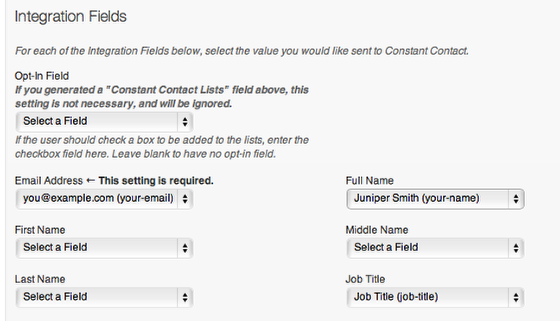 Integration Fields
For each of the Integration Fields below, select the value you would like sent to Constant Contact.
Opt-In Field
If you generated a "Constant Contact Lists" field above, this
setting is not necessary, and will be ignored.
Select a Field
If the user should check a box to be added to the lists, enter the
checkbox field here. Leave blank to have no opt-in field.
Email Address ← This setting is required.
you@example.com (your-email)
Full Name
Juniper Smith (your-name)
First Name
Select a Field
Middle Name
Select a Field
Last Name
Select a Field
Job Title
Job Title (job-title)